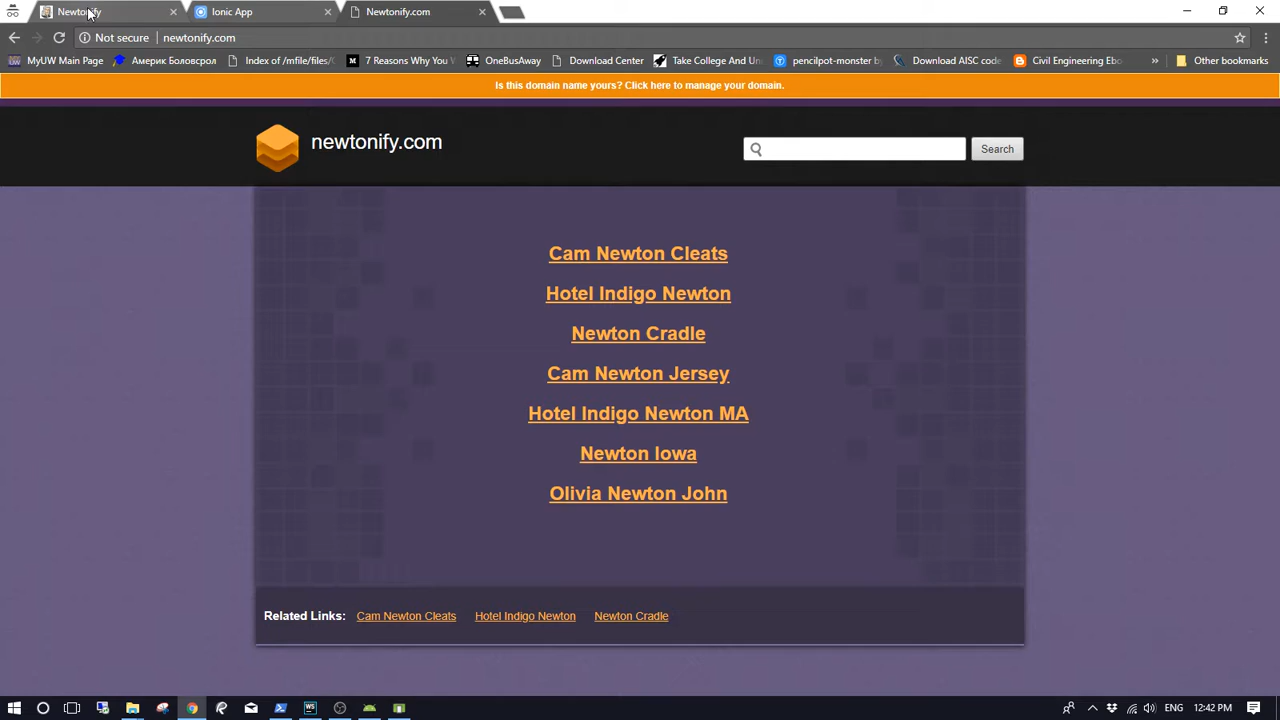 Newtonify
Ionic App
Newtonify.com
Not secure
newtonify.com
MyUW Main Page
Америк Боловсрол
Index of /mfile/files/
7 Reasons Why You
OneBusAway
Download Center
Take College And Un
pencilpot-monster by
Download AISC code
Civil Engineering Ebo
»
Other bookmarks
Is this domain name yours? Click here to manage your domain.
newtonify.com
Search
Cam Newton Cleats
Hotel Indigo Newton
Newton Cradle
Cam Newton Jersey
Hotel Indigo Newton MA
Newton Iowa
Olivia Newton John
Related Links: Cam Newton Cleats Hotel Indigo Newton Newton Cradle
ENG 12:42 PM